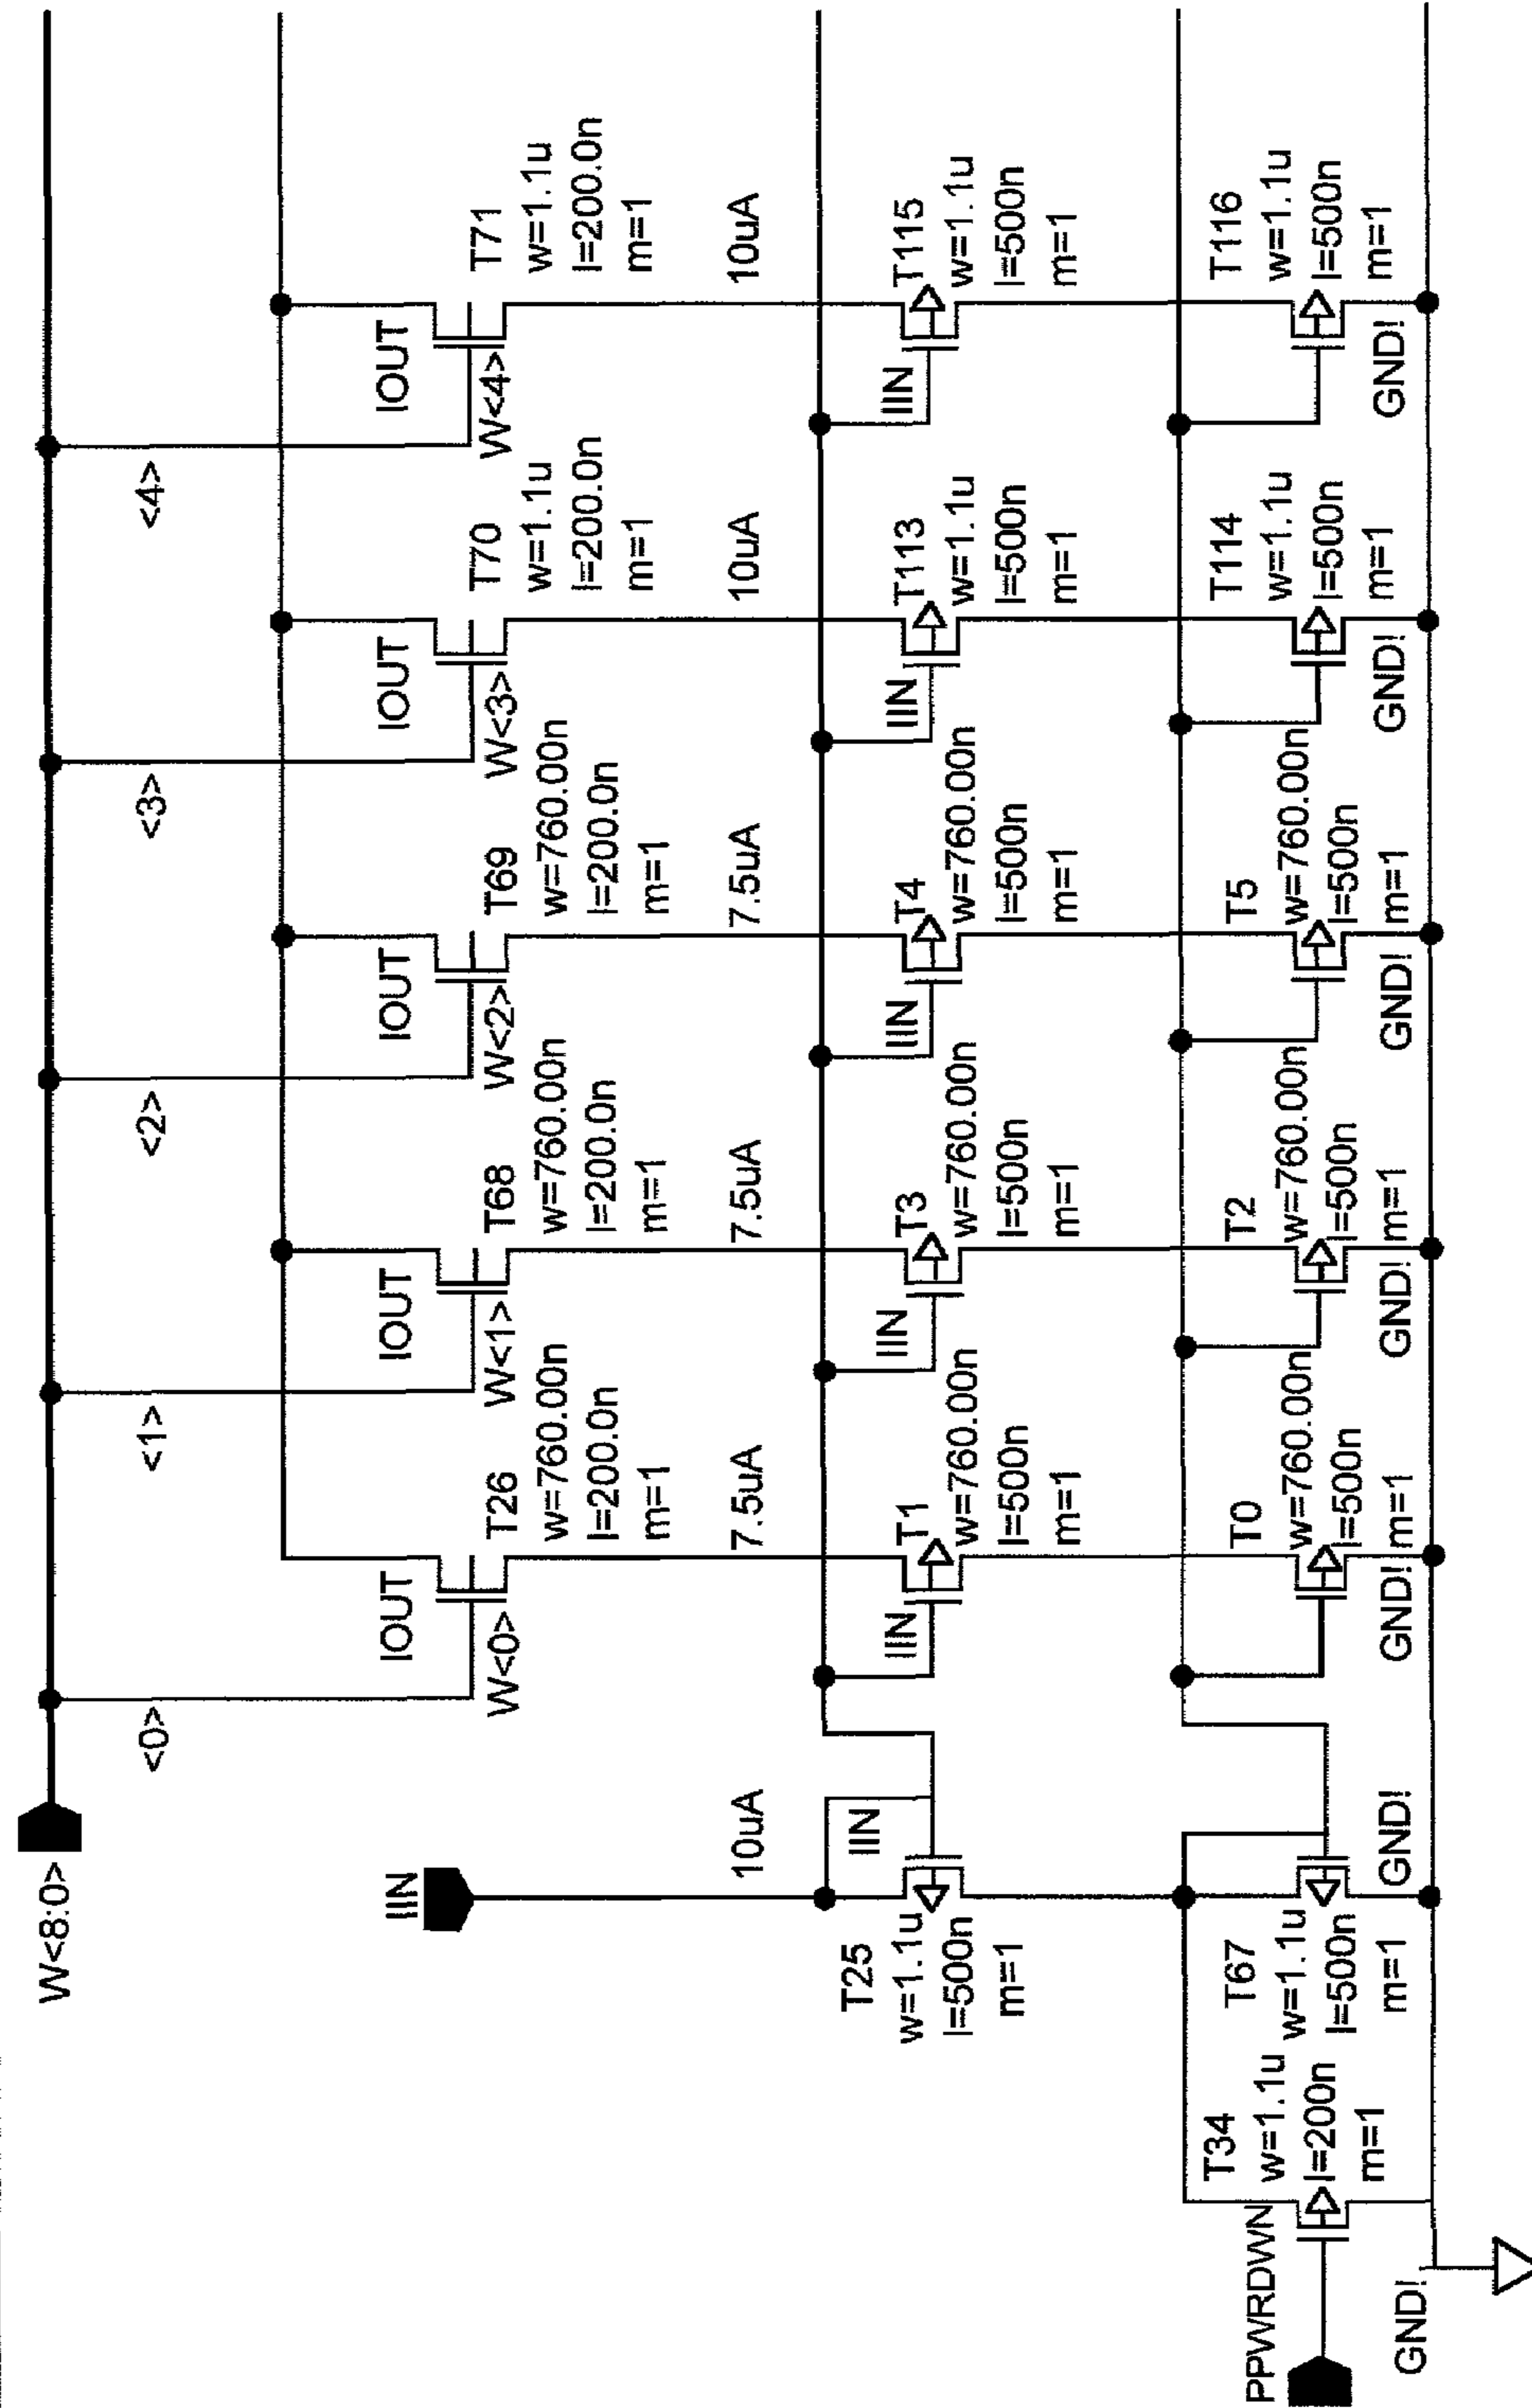 W<8:0>
<0>
<1>
<2>
<3>
<4>
IIN
IOUT
W<0>
T26
w=760.00n
l=200.0n
m=1
7.5uA
IOUT
W<1>
T68
w=760.00n
l=200.0n
m=1
7.5uA
IOUT
W<2>
T69
w=760.00n
l=200.0n
m=1
7.5uA
IOUT
W<3>
T70
w=1.1u
l=200.0n
m=1
10uA
IOUT
W<4>
T71
w=1.1u
l=200.0n
m=1
10uA
10uA
IIN
T25
w=1.1u
l=500n
m=1
IIN
T1
w=760.00n
l=500n
m=1
IIN
T3
w=760.00n
l=500n
m=1
IIN
T4
w=760.00n
l=500n
m=1
IIN
T113
w=1.1u
l=500n
m=1
IIN
T115
w=1.1u
l=500n
m=1
PPWRDWN
T34
w=1.1u
l=200n
m=1
GND!
T67
w=1.1u
l=500n
m=1
GND!
T0
w=760.00n
l=500n
m=1
GND!
T2
w=760.00n
l=500n
m=1
GND!
T5
w=760.00n
l=500n
m=1
GND!
T114
w=1.1u
l=500n
m=1
GND!
T116
w=1.1u
l=500n
m=1
GND!